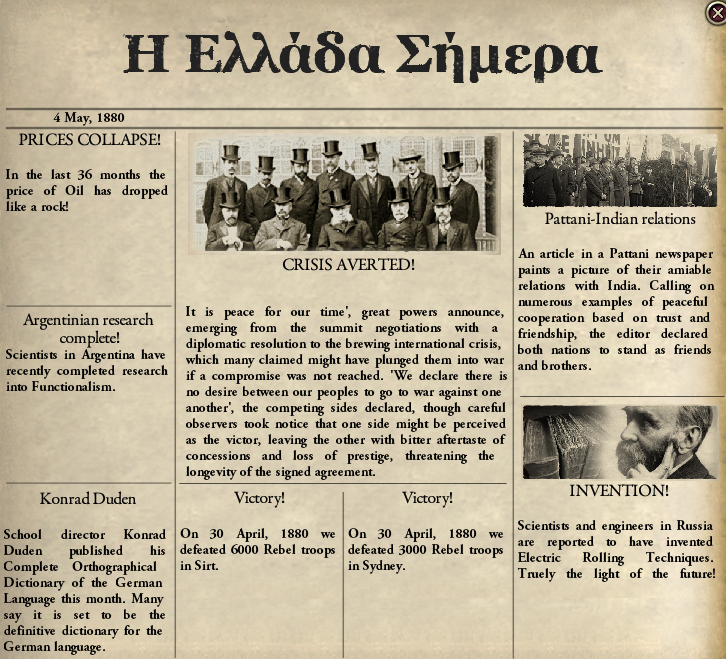 Η Ελλάδα Σήμερα
4 May, 1880
PRICES COLLAPSE!
In the last 36 months the
price of Oil has dropped
like a rock!
Argentinian research
complete!
Scientists in Argentina have
recently completed research
into Functionalism.
Konrad Duden
School director Konrad
Duden published his
Complete Orthographical
Dictionary of the German
Language this month. Many
say it is set to be the
definitive dictionary for the
German language.
CRISIS AVERTED!
It is peace for our time', great powers announce,
emerging from the summit negotiations with a
diplomatic resolution to the brewing international crisis,
which many claimed might have plunged them into war
if a compromise was not reached. 'We declare there is
no desire between our peoples to go to war against one
another', the competing sides declared, though careful
observers took notice that one side might be perceived
as the victor, leaving the other with bitter aftertaste of
concessions and loss of prestige, threatening the
longevity of the signed agreement.
Victory!
On 30 April, 1880 we
defeated 6000 Rebel troops
in Sirt.
Victory!
On 30 April, 1880 we
defeated 3000 Rebel troops
in Sydney.
Pattani-Indian relations
An article in a Pattani newspaper
paints a picture of their amiable
relations with India. Calling on
numerous examples of peaceful
cooperation based on trust and
friendship, the editor declared
both nations to stand as friends
and brothers.
INVENTION!
Scientists and engineers in Russia
are reported to have invented
Electric Rolling Techniques.
Truely the light of the future!